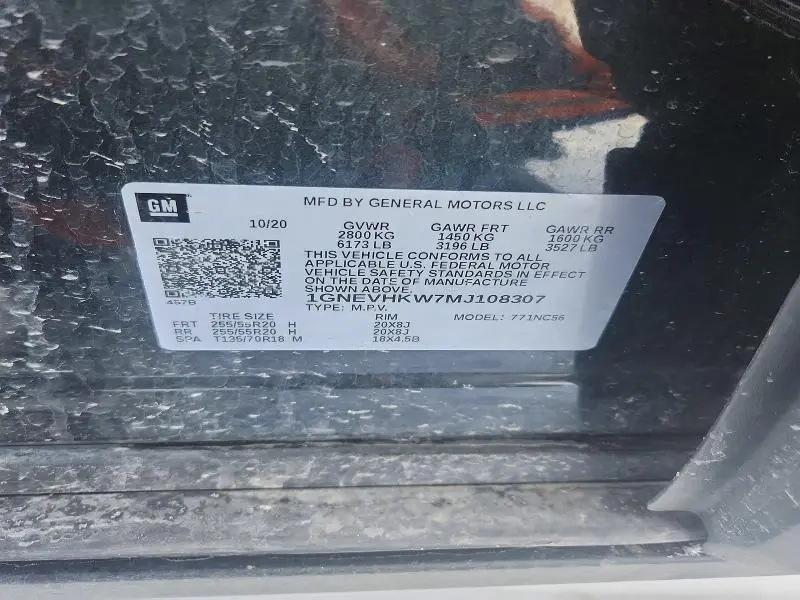 GM
MFD BY GENERAL MOTORS LLC
10/20
GVWR GAWR FRT GAWR RR
2800 KG 1450 KG 1600 KG
6173 LB 3196 LB 3527 LB
THIS VEHICLE CONFORMS TO ALL
APPLICABLE U.S. FEDERAL MOTOR
VEHICLE SAFETY STANDARDS IN EFFECT
ON THE DATE OF MANUFACTURE
SHOWN ABOVE.
457B
1GNEVHKW7MJ108307
TYPE: M.P.V. MODEL: 771NC56
TIRE SIZE RIM
FRT 255/55R20 H 20X8J
RR 255/55R20 H 20X8J
SPA T135/70R18 M 18X4.5B